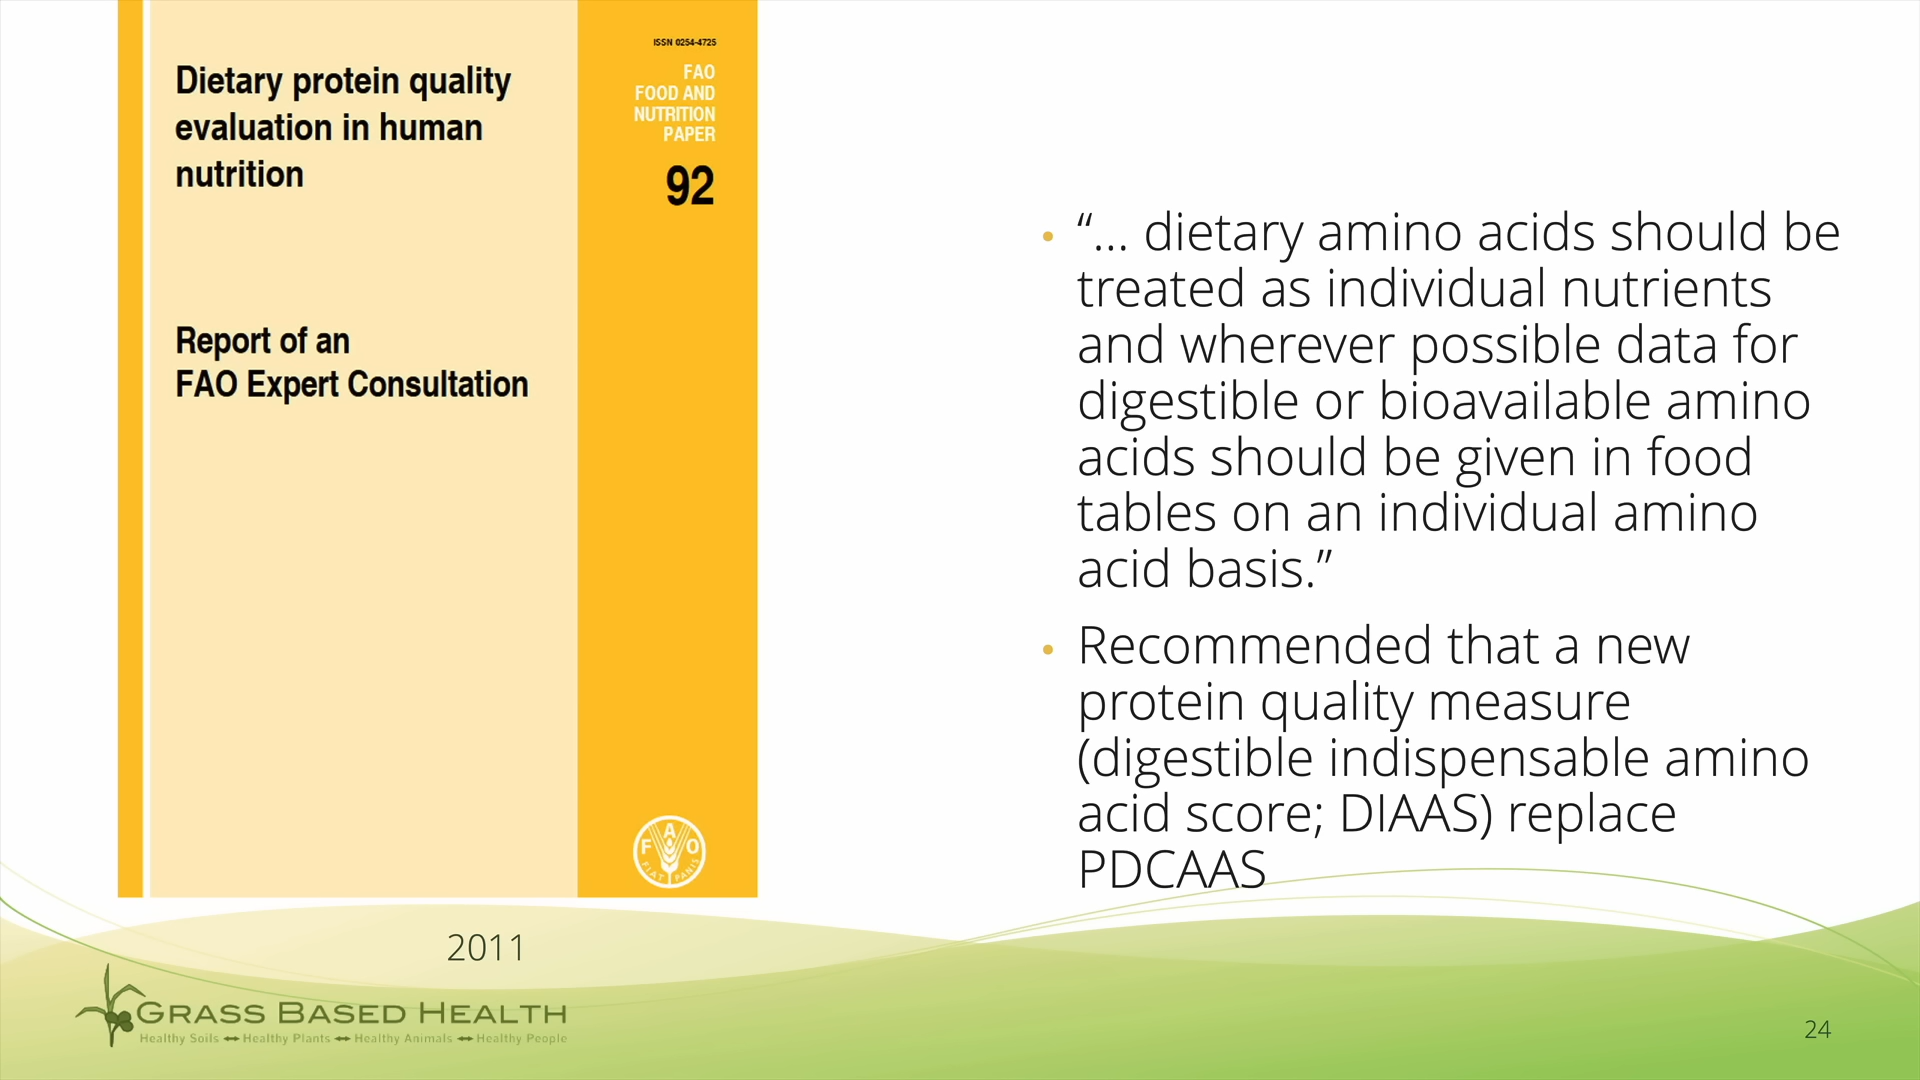 Dietary protein quality
evaluation in human
nutrition
Report of an
FAO Expert Consultation
ISSN 0254-4725
FAO
FOOD AND
NUTRITION
PAPER
92
F A O
FIAT PANIS
2011
• “… dietary amino acids should be
treated as individual nutrients
and wherever possible data for
digestible or bioavailable amino
acids should be given in food
tables on an individual amino
acid basis.”
• Recommended that a new
protein quality measure
(digestible indispensable amino
acid score; DIAAS) replace
PDCAAS
GRASS BASED HEALTH
Healthy Soils ⬌ Healthy Plants ⬌ Healthy Animals ⬌ Healthy People
24